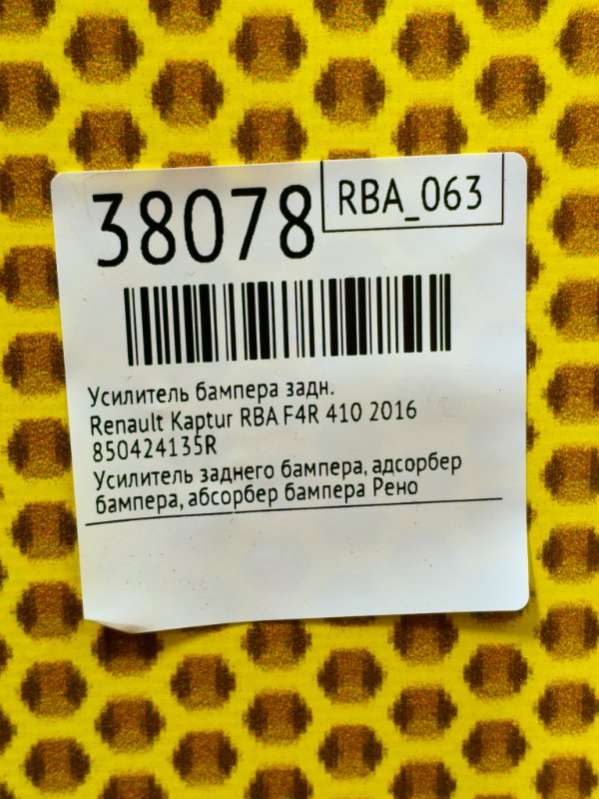 38078
RBA_063
Усилитель бампера задн.
Renault Kaptur RBA F4R 410 2016
850424135R
Усилитель заднего бампера, адсорбер
бампера, абсорбер бампера Рено